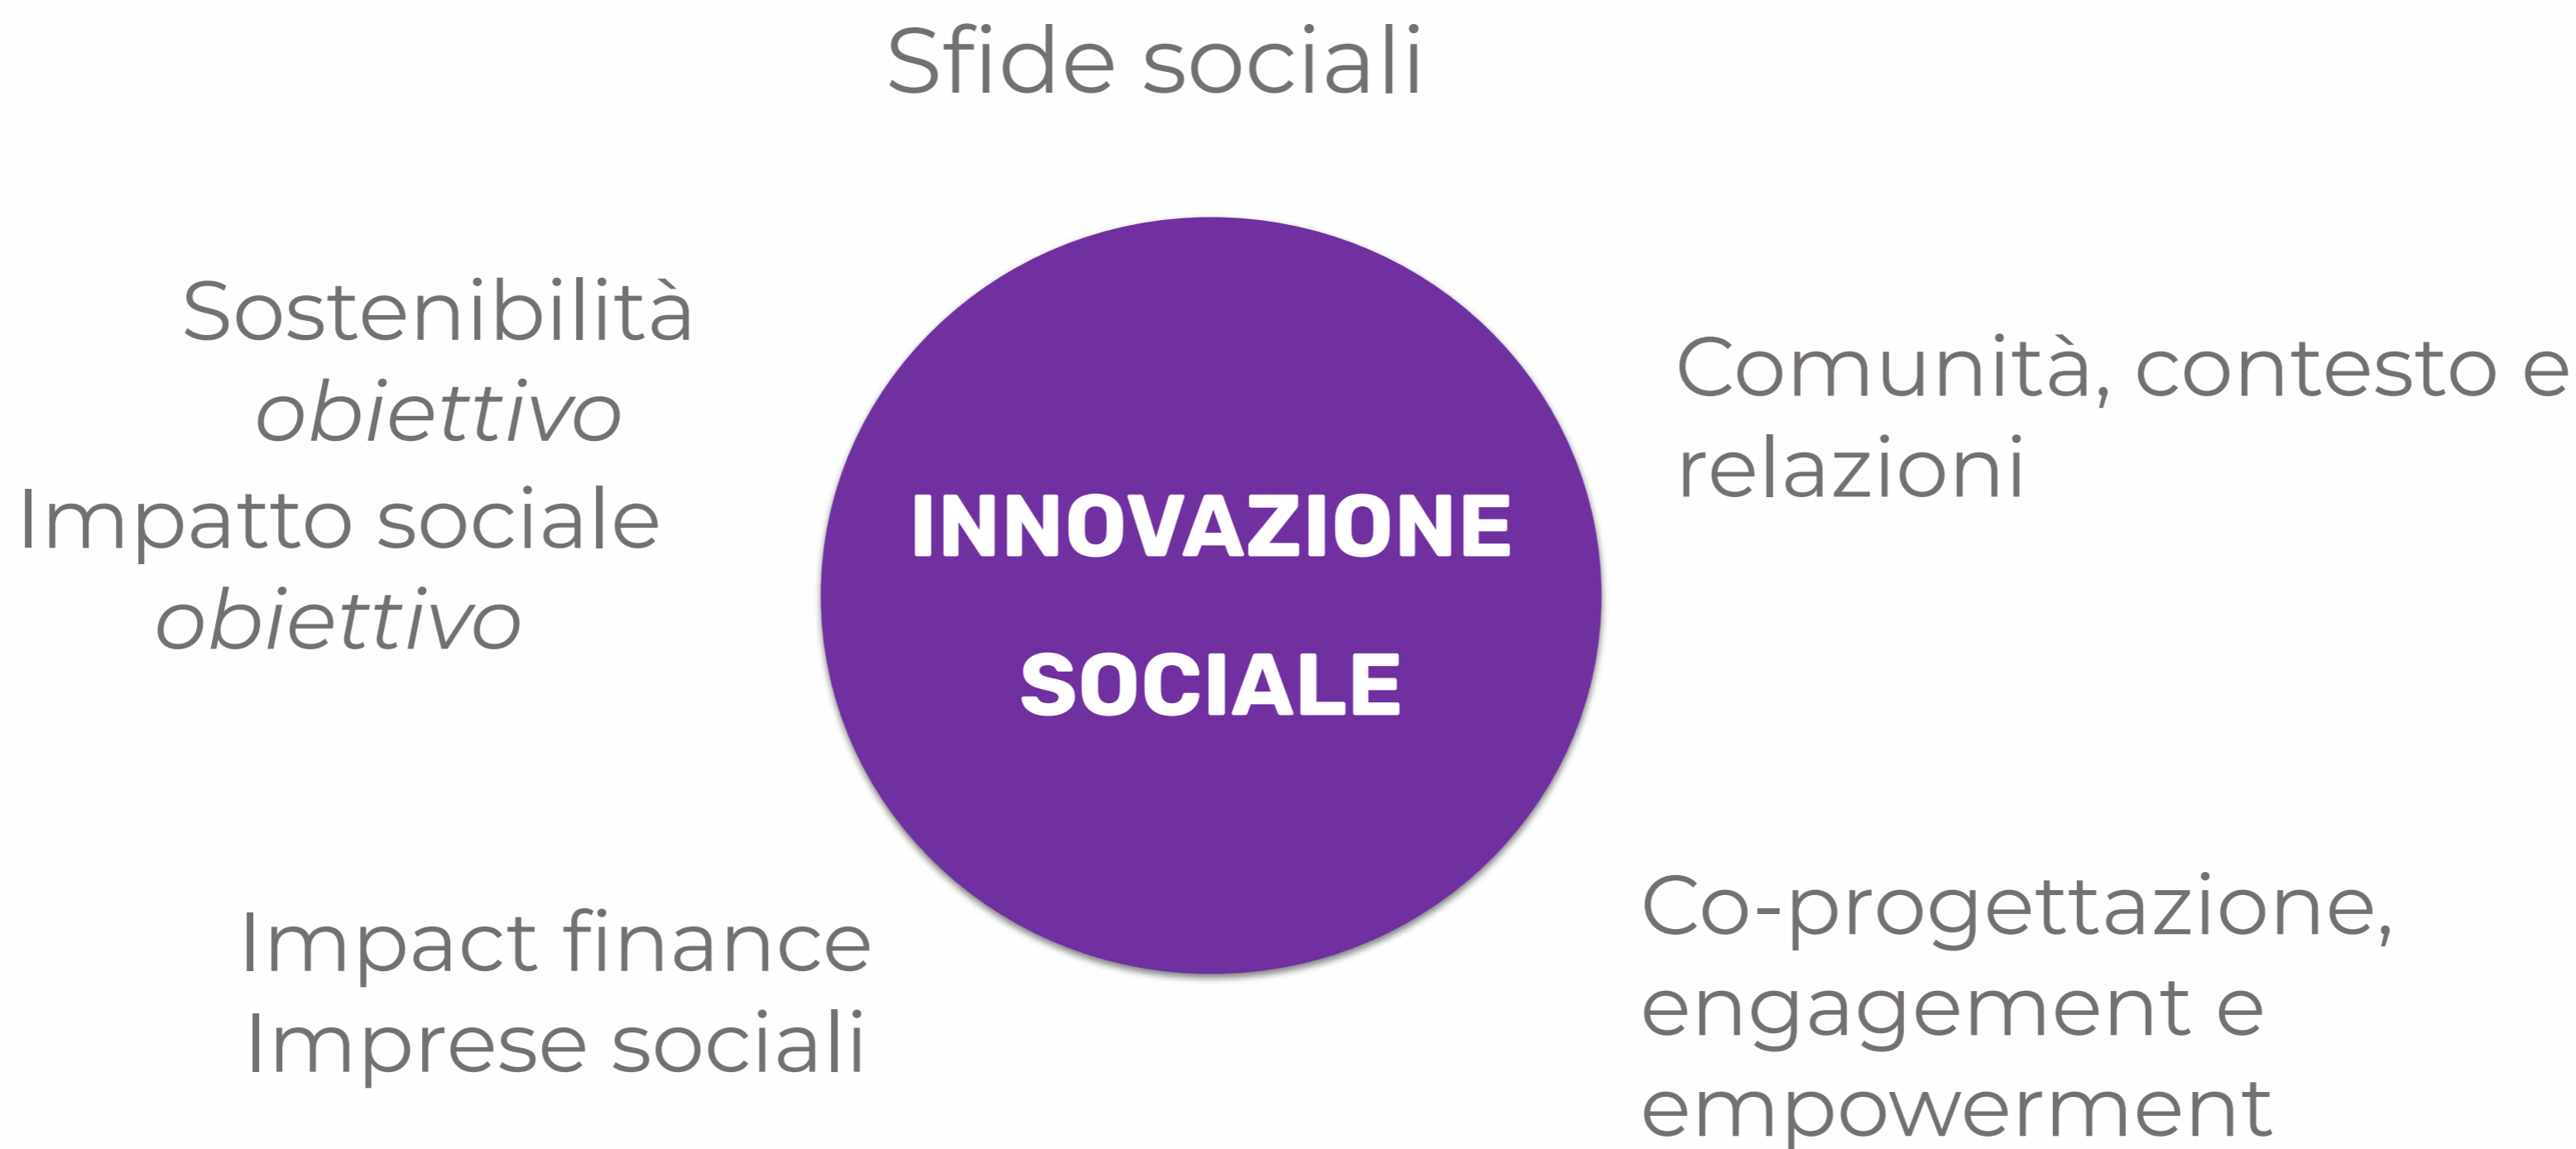 Sfide sociali
Sostenibilità
obiettivo
Impatto sociale
obiettivo
INNOVAZIONE
SOCIALE
Comunità, contesto e
relazioni
Impact finance
Imprese sociali
Co-progettazione,
engagement e
empowerment